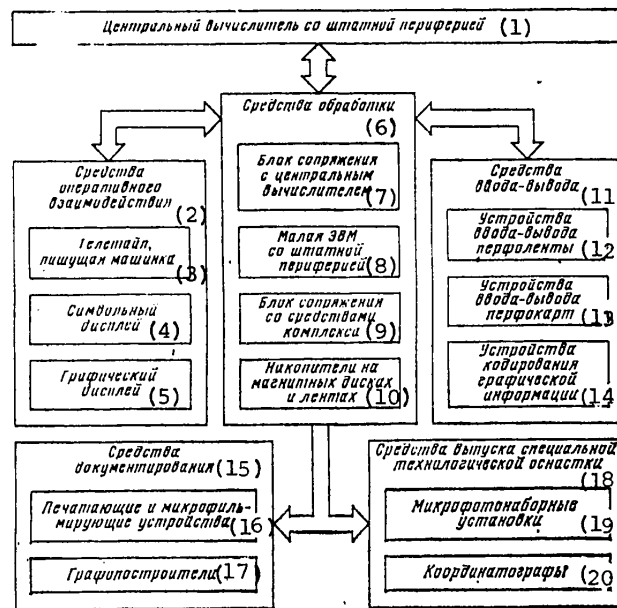 Центральный вычислитель со штатной периферией (1)
Средства обработки
(6)
Блок сопряжения
с центральным
вычислителем (7)
Малая ЭВМ
со штатной
периферией (8)
Блок сопряжения
со средствами
комплекса (9)
Накопители на
магнитных дисках
и лентах (10)
Средства
оперативного
взаимодействия (2)
Телетайп,
пишущая машинка
(3)
Символьный
дисплей (4)
Графический
дисплей (5)
Средства
ввода-вывода (11)
Устройства
ввода-вывода
перфоленты (12
Устройства
ввода-вывода
перфокарт (13
Устройства
кодирования
графической
информации (14
Средства
документирования (15)
Печатающие и микрофиль-
мирующие устройства (16)
Графопостроители (17)
Средства выпуска специальной
технилогической оснастки
(18
Микрофотонаборные
установки (19)
Координатографы
(20